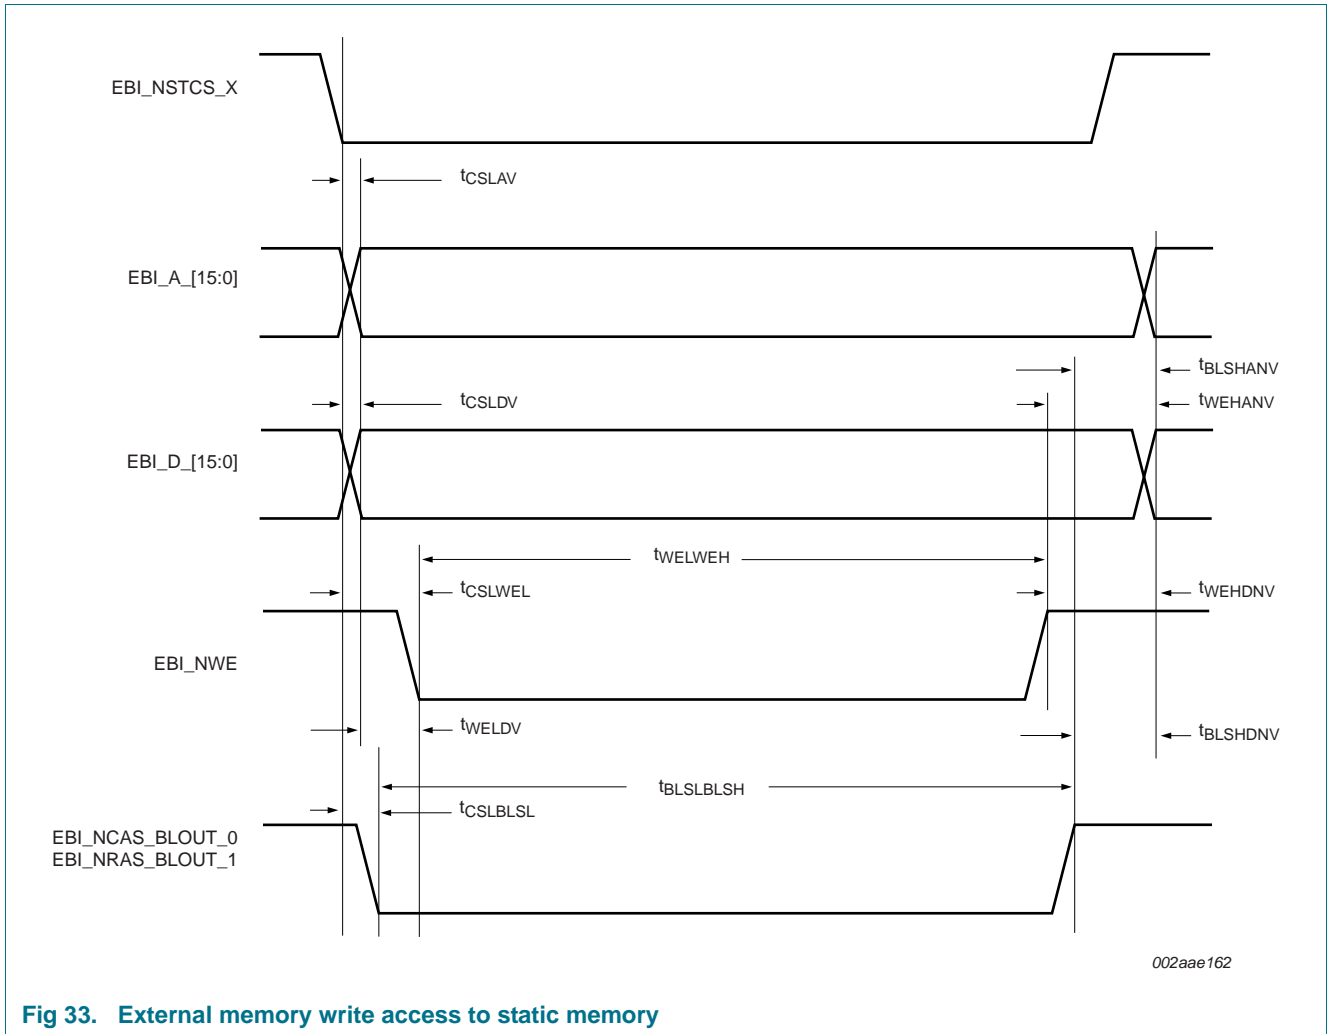 EBI_NSTCS_X
tCSLAV
EBI_A_[15:0]
tBLSHANV
tCSLDV
tWEHANV
EBI_D_[15:0]
tWELWEH
tCSLWEL
tWEHDNV
EBI_NWE
tWELDV
tBLSHDNV
tBLSLBLSH
tCSLBLSL
EBI_NCAS_BLOUT_0
EBI_NRAS_BLOUT_1
002aae162
Fig 33. External memory write access to static memory